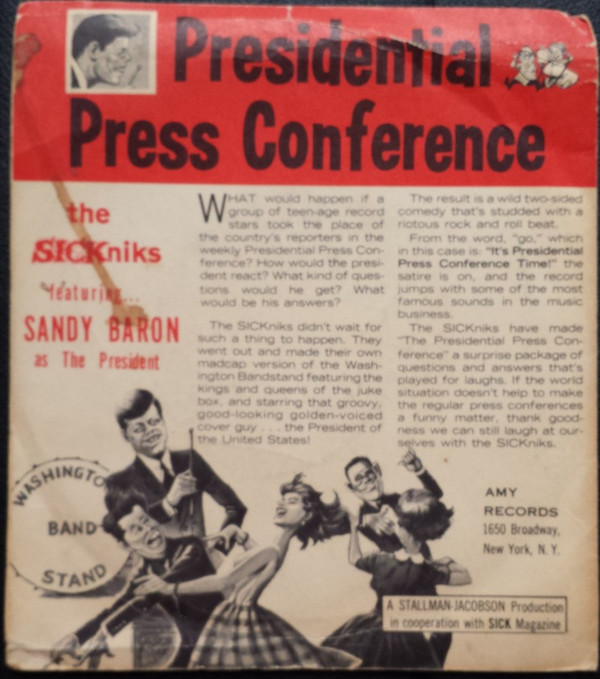 Presidential
Press Conference
the
SICKniks
featuring...
SANDY BARON
as The President
WHAT would happen if a
group of teen-age record
stars took the place of
the country's reporters in the
weekly Presidential Press Con-
ference? How would the presi-
dent react? What kind of ques-
tions would he get? What
would be his answers?
The SICKniks didn't wait for
such a thing to happen. They
went out and made their own
madcap version of the Wash-
ington Bandstand featuring the
kings and queens of the juke
box, and starring that groovy,
good-looking golden-voiced
cover guy . . . the President of
the United States!
The result is a wild two-sided
comedy that's studded with a
riotous rock and roll beat.
From the word, "go," which
in this case is: "It's Presidential
Press Conference Time!" the
satire is on, and the record
jumps with some of the most
famous sounds in the music
business.
The SICKniks have made
"The Presidential Press Con-
ference" a surprise package of
questions and answers that's
played for laughs. If the world
situation doesn't help to make
the regular press conferences
a funny matter, thank good-
ness we can still laugh at our-
selves with the SICKniks.
WASHINGTO
BAND
STAND
AMY
RECORDS
1650 Broadway,
New York, N. Y.
A STALLMAN-JACOBSON Production
in cooperation with SICK Magazine